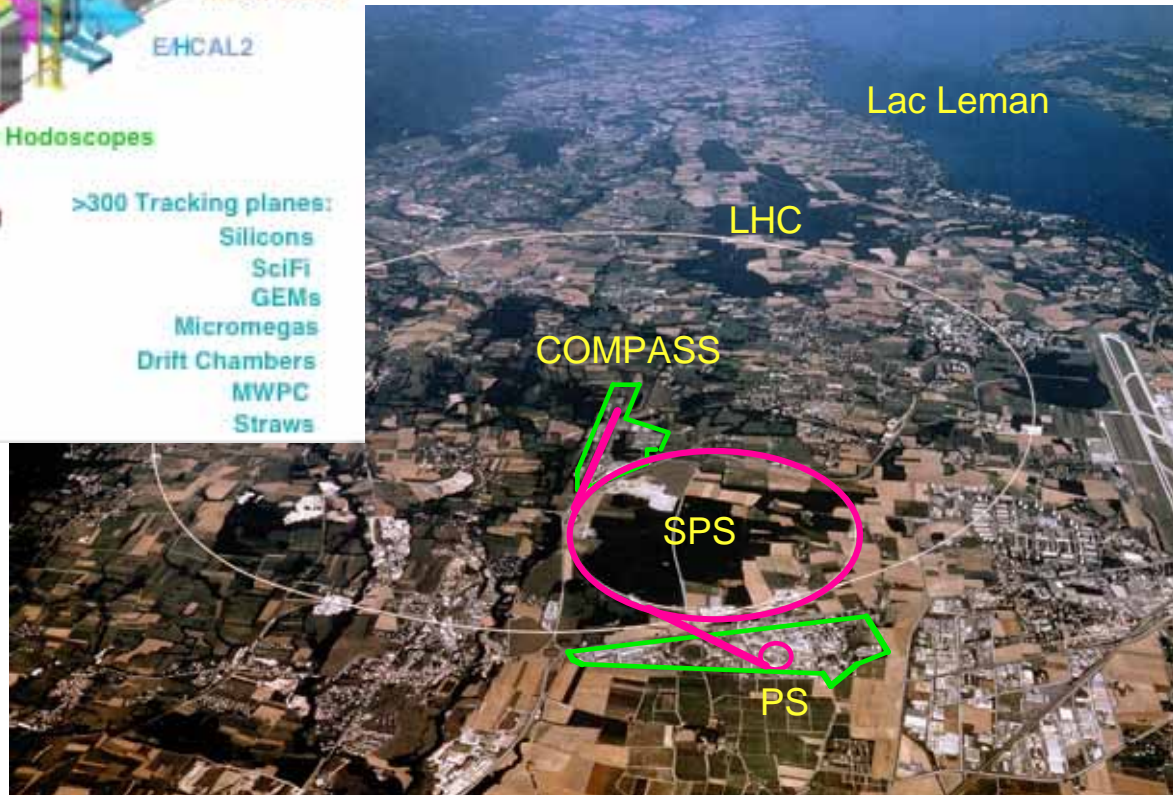 E/HCAL2
Hodoscopes
>300 Tracking planes:
Silicons
SciFi
GEMs
Micromegas
Drift Chambers
MWPC
Straws
Lac Leman
LHC
COMPASS
SPS
PS